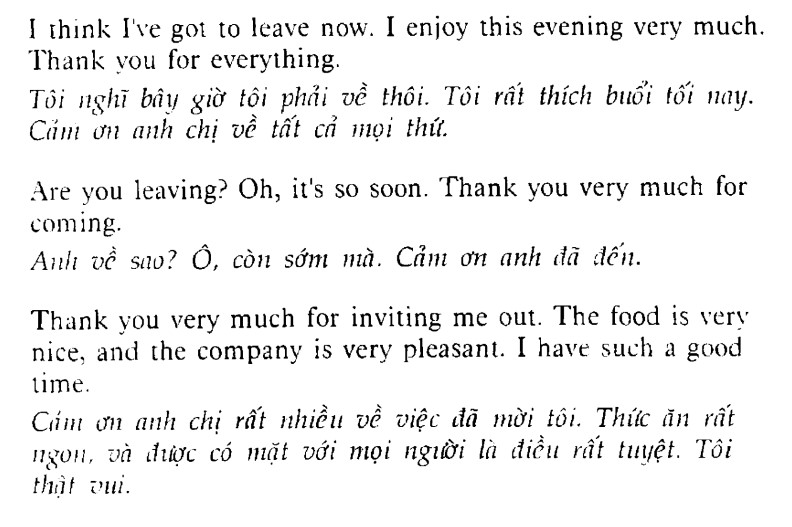 I think I've got to leave now. I enjoy this evening very much.
Thank you for everything.
Tôi nghĩ bây giờ tôi phải về thôi. Tôi rất thích buổi tối nay.
Cảm ơn anh chị về tất cả mọi thứ.
Are you leaving? Oh, it's so soon. Thank you very much for
coming.
Anh về sao? Ô, còn sớm mà. Cảm ơn anh đã đến.
Thank you very much for inviting me out. The food is very
nice, and the company is very pleasant. I have such a good
time.
Cám ơn anh chị rất nhiều về việc đã mời tôi. Thức ăn rất
ngon, và được có mặt với mọi người là điều rất tuyệt. Tôi
thật vui.